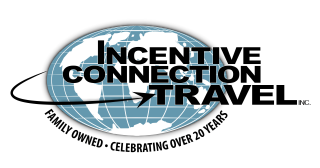 INCENTIVE
CONNECTION
TRAVEL INC.
FAMILY OWNED • CELEBRATING OVER 20 YEARS